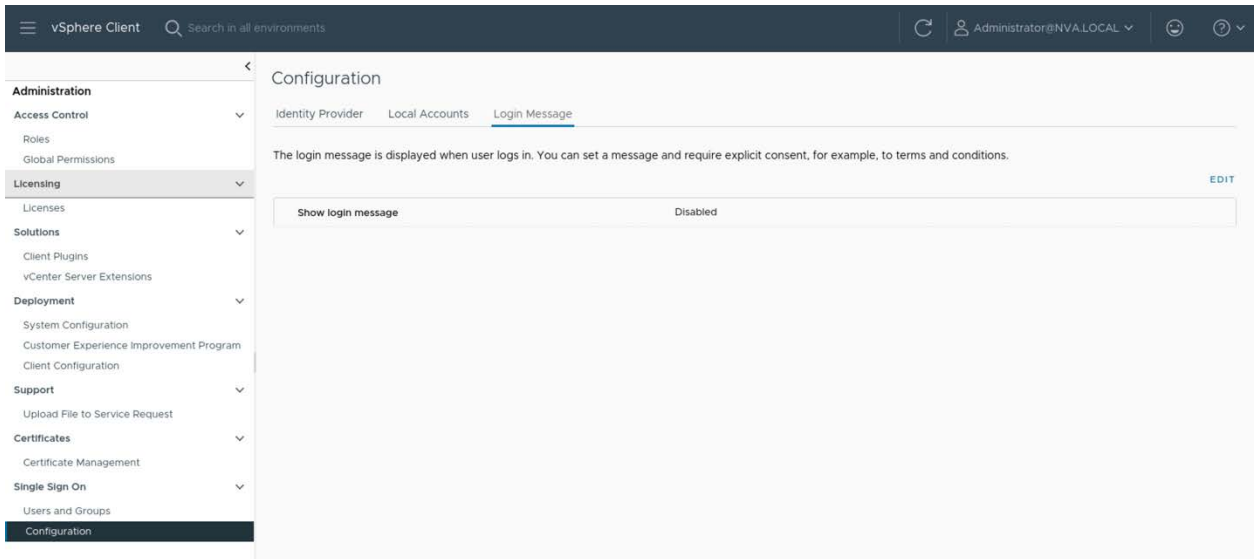 vSphere Client
Search in all environments
Administrator@NVA.LOCAL
Administration
Access Control
Roles
Global Permissions
Licensing
Licenses
Solutions
Client Plugins
vCenter Server Extensions
Deployment
System Configuration
Customer Experience Improvement Program
Client Configuration
Support
Upload File to Service Request
Certificates
Certificate Management
Single Sign On
Users and Groups
Configuration
Configuration
Identity Provider Local Accounts Login Message
The login message is displayed when user logs in. You can set a message and require explicit consent, for example, to terms and conditions.
EDIT
Show login message Disabled